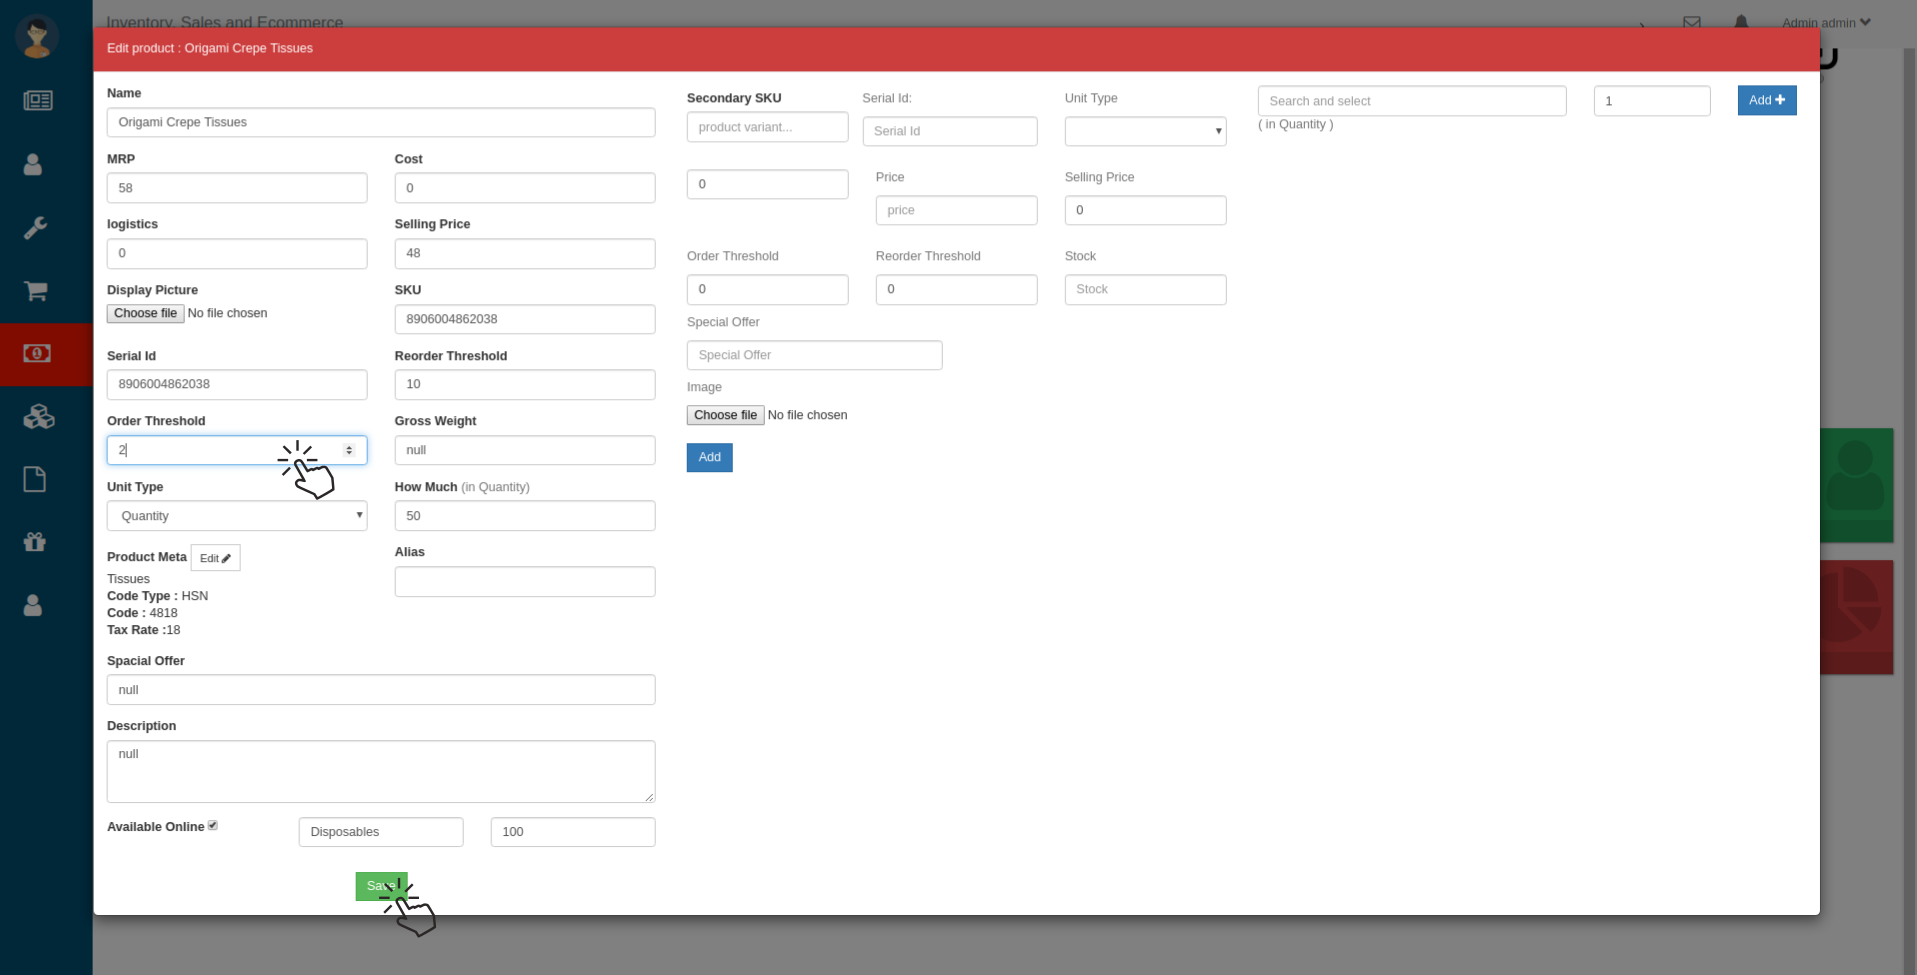 Inventory, Sales and Ecommerce
Admin admin
Edit product : Origami Crepe Tissues
Name
Origami Crepe Tissues
MRP
Cost
58
0
logistics
Selling Price
0
48
Display Picture
SKU
Choose file No file chosen
8906004862038
Serial Id
Reorder Threshold
8906004862038
10
Order Threshold
Gross Weight
2
null
Unit Type
How Much (in Quantity)
Quantity
50
Product Meta Edit
Alias
Tissues
Code Type : HSN
Code : 4818
Tax Rate :18
Spacial Offer
null
Description
null
Available Online
Disposables
100
Save
Secondary SKU
Serial Id:
Unit Type
product variant...
Serial Id
0
Price
Selling Price
price
0
Order Threshold
Reorder Threshold
Stock
0
0
Stock
Special Offer
Special Offer
Image
Choose file No file chosen
Add
Search and select
1
Add
( in Quantity )